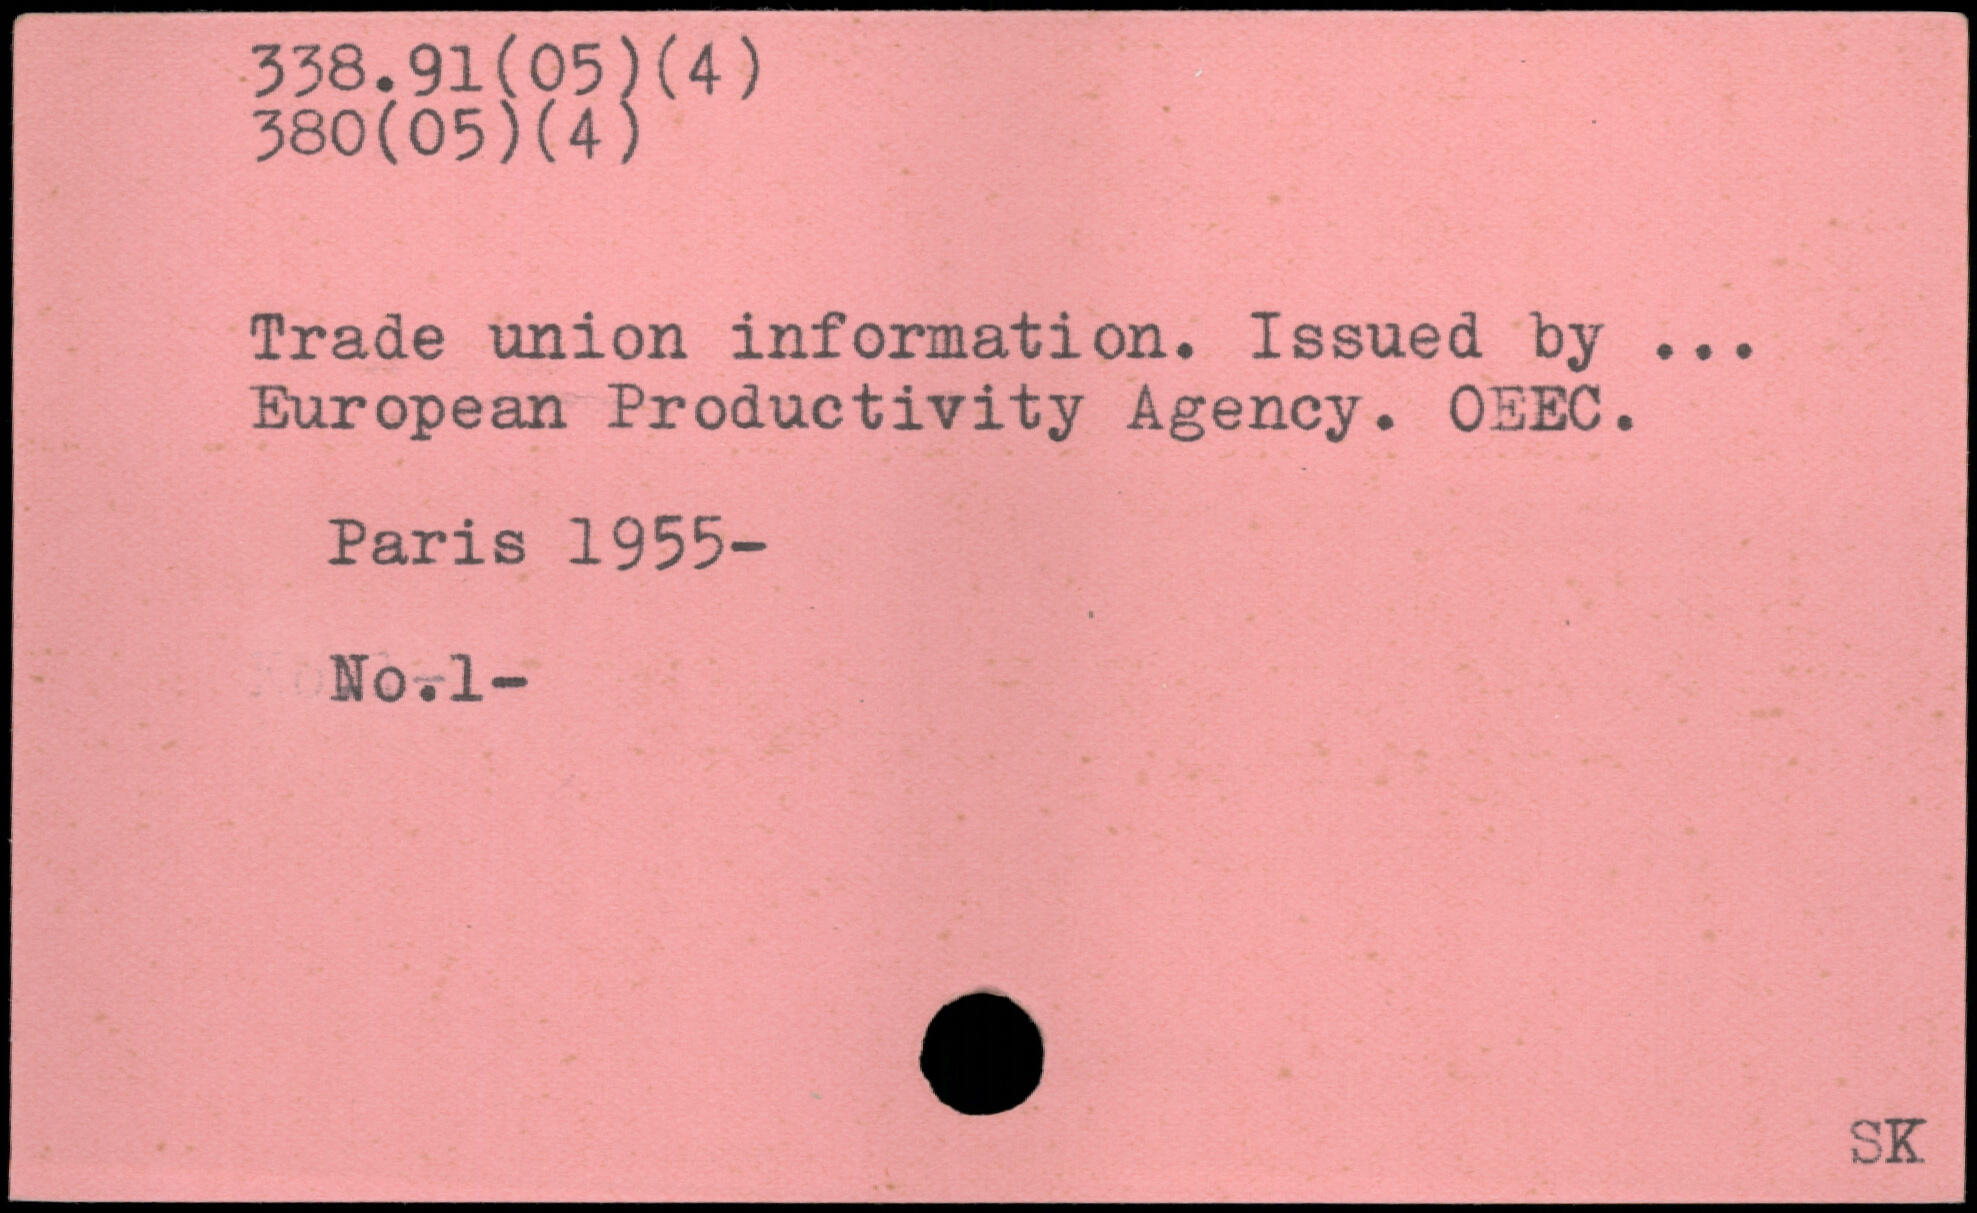 338.91(05)(4)
380(05)(4)
Trade union information. Issued by ...
European Productivity Agency. OEEC.
Paris 1955-
No.1-
SK